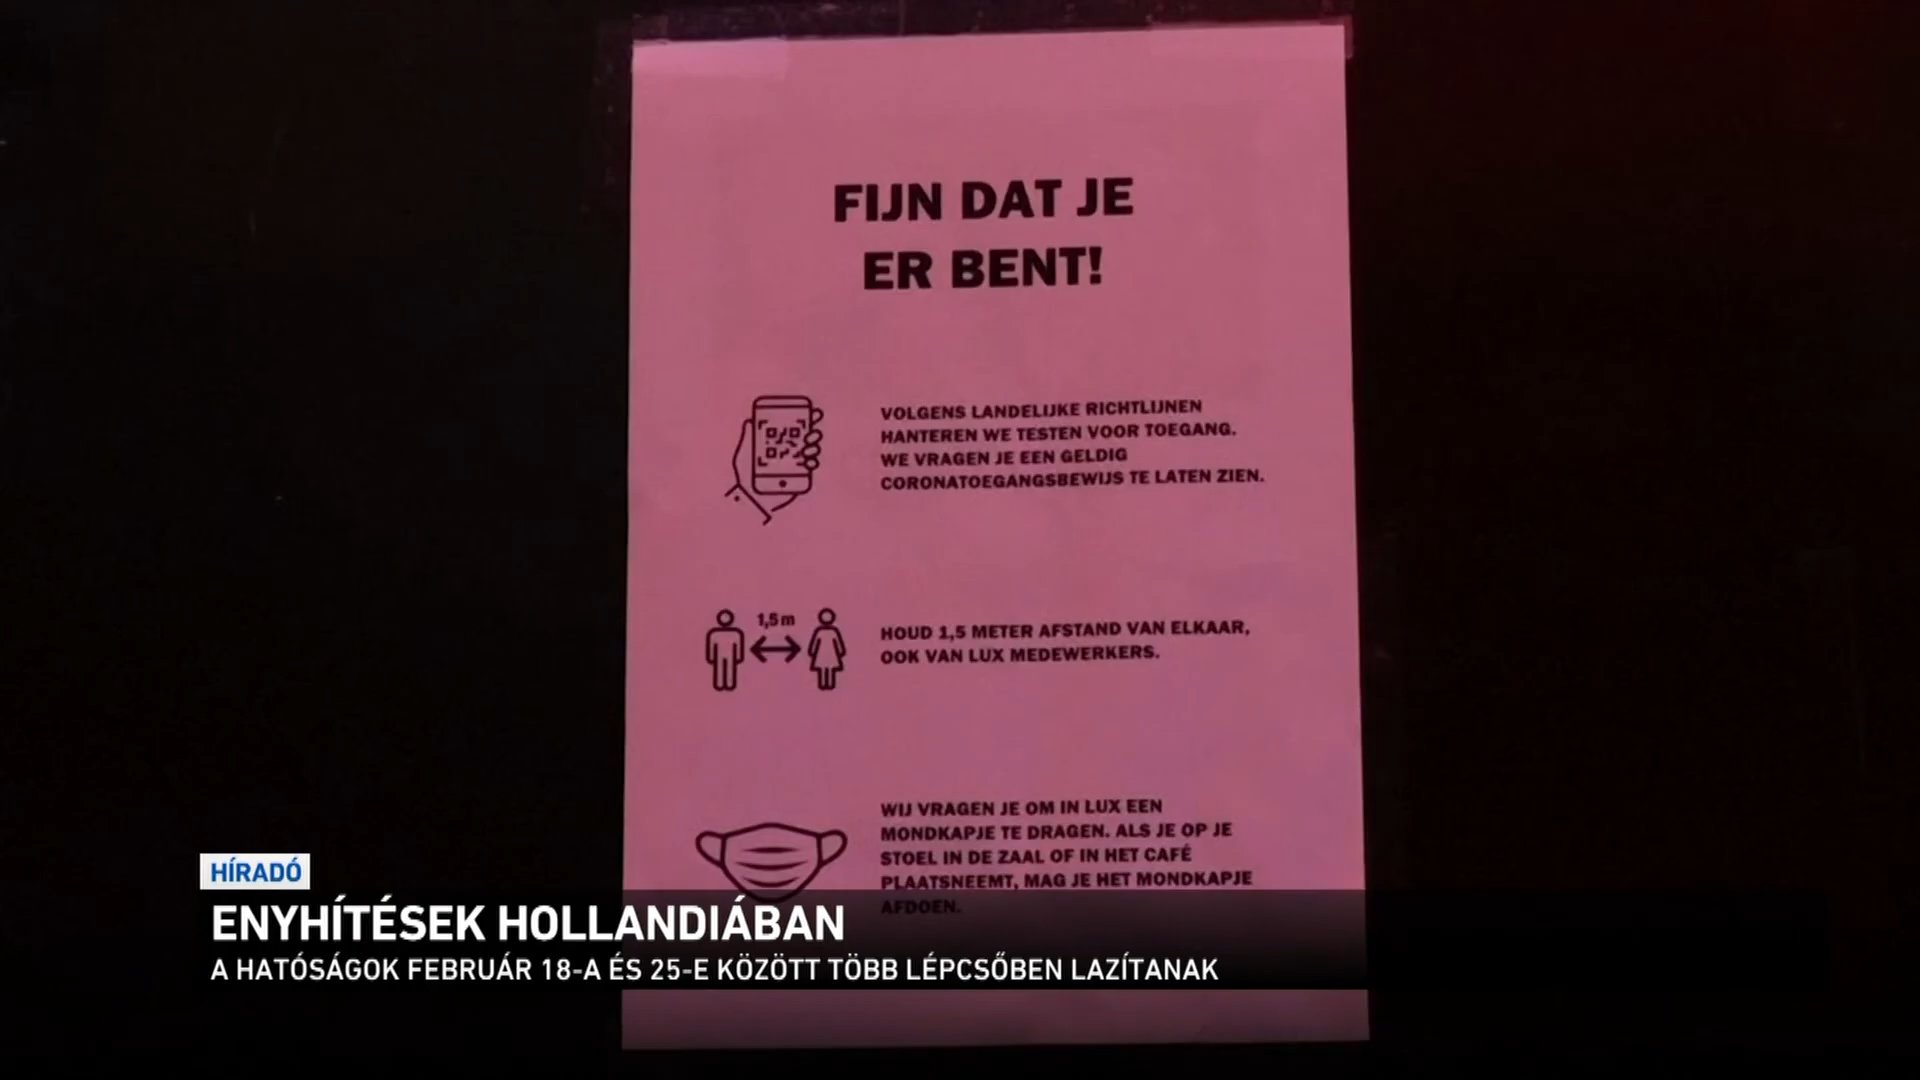 FIJN DAT JE
ER BENT!
VOLGENS LANDELIJKE RICHTLIJNEN
HANTEREN WE TESTEN VOOR TOEGANG.
WE VRAGEN JE EEN GELDIG
CORONATOEGANGSBEWIJS TE LATEN ZIEN.
1,5 m
HOUD 1,5 METER AFSTAND VAN ELKAAR,
OOK VAN LUX MEDEWERKERS.
WIJ VRAGEN JE OM IN LUX EEN
MONDKAPJE TE DRAGEN. ALS JE OP JE
STOEL IN DE ZAAL OF IN HET CAFÉ
PLAATSNEEMT, MAG JE HET MONDKAPJE
AFDOEN.
HÍRADÓ
ENYHÍTÉSEK HOLLANDIÁBAN
A HATÓSÁGOK FEBRUÁR 18-A ÉS 25-E KÖZÖTT TÖBB LÉPCSŐBEN LAZÍTANAK